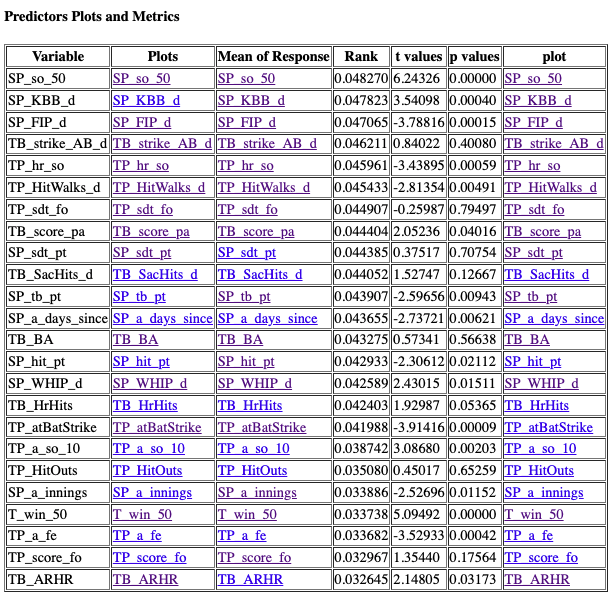 Predictors Plots and Metrics
Variable Plots Mean of Response Rank t values p values plot
SP_so_50 SP_so_50 SP_so_50 0.048270 6.24326 0.00000 SP_so_50
SP_KBB_d SP_KBB_d SP_KBB_d 0.047823 3.54098 0.00040 SP_KBB_d
SP_FIP_d SP_FIP_d SP_FIP_d 0.047065 -3.78816 0.00015 SP_FIP_d
TB_strike_AB_d TB_strike_AB_d TB_strike_AB_d 0.046211 0.84022 0.40080 TB_strike_AB_d
TP_hr_so TP_hr_so TP_hr_so 0.045961 -3.43895 0.00059 TP_hr_so
TP_HitWalks_d TP_HitWalks_d TP_HitWalks_d 0.045433 -2.81354 0.00491 TP_HitWalks_d
TP_sdt_fo TP_sdt_fo TP_sdt_fo 0.044907 -0.25987 0.79497 TP_sdt_fo
TB_score_pa TB_score_pa TB_score_pa 0.044404 2.05236 0.04016 TB_score_pa
SP_sdt_pt SP_sdt_pt SP_sdt_pt 0.044385 0.37517 0.70754 SP_sdt_pt
TB_SacHits_d TB_SacHits_d TB_SacHits_d 0.044052 1.52747 0.12667 TB_SacHits_d
SP_tb_pt SP_tb_pt SP_tb_pt 0.043907 -2.59656 0.00943 SP_tb_pt
SP_a_days_since SP_a_days_since SP_a_days_since 0.043655 -2.73721 0.00621 SP_a_days_since
TB_BA TB_BA TB_BA 0.043275 0.57341 0.56638 TB_BA
SP_hit_pt SP_hit_pt SP_hit_pt 0.042933 -2.30612 0.02112 SP_hit_pt
SP_WHIP_d SP_WHIP_d SP_WHIP_d 0.042589 2.43015 0.01511 SP_WHIP_d
TB_HrHits TB_HrHits TB_HrHits 0.042403 1.92987 0.05365 TB_HrHits
TP_atBatStrike TP_atBatStrike TP_atBatStrike 0.041988 -3.91416 0.00009 TP_atBatStrike
TP_a_so_10 TP_a_so_10 TP_a_so_10 0.038742 3.08680 0.00203 TP_a_so_10
TP_HitOuts TP_HitOuts TP_HitOuts 0.035080 0.45017 0.65259 TP_HitOuts
SP_a_innings SP_a_innings SP_a_innings 0.033886 -2.52696 0.01152 SP_a_innings
T_win_50 T_win_50 T_win_50 0.033738 5.09492 0.00000 T_win_50
TP_a_fe TP_a_fe TP_a_fe 0.033682 -3.52933 0.00042 TP_a_fe
TP_score_fo TP_score_fo TP_score_fo 0.032967 1.35440 0.17564 TP_score_fo
TB_ARHR TB_ARHR TB_ARHR 0.032645 2.14805 0.03173 TB_ARHR